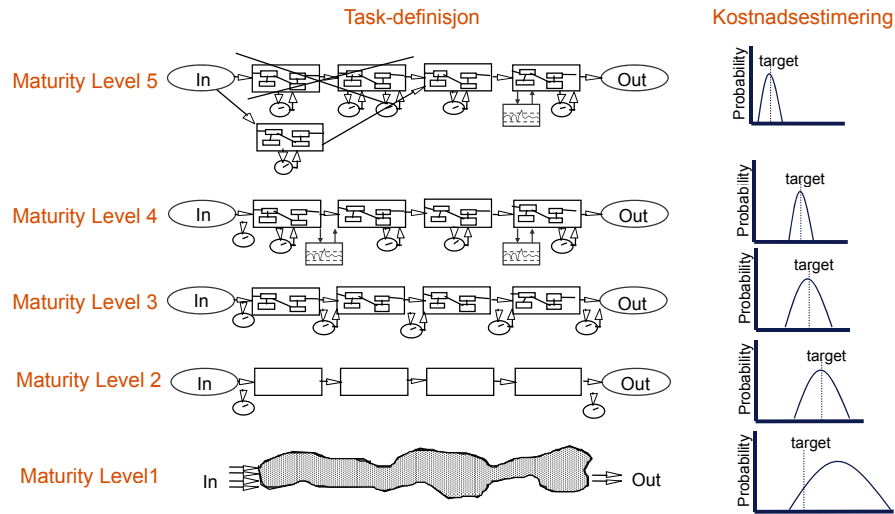 Task-definisjon
Kostnadsestimering
Maturity Level 5
In
Out
Probability
target
Maturity Level 4
In
Out
Probability
target
Maturity Level 3
In
Out
Probability
target
Maturity Level 2
In
Out
Probability
target
Maturity Level1
In
Out
Probability
target